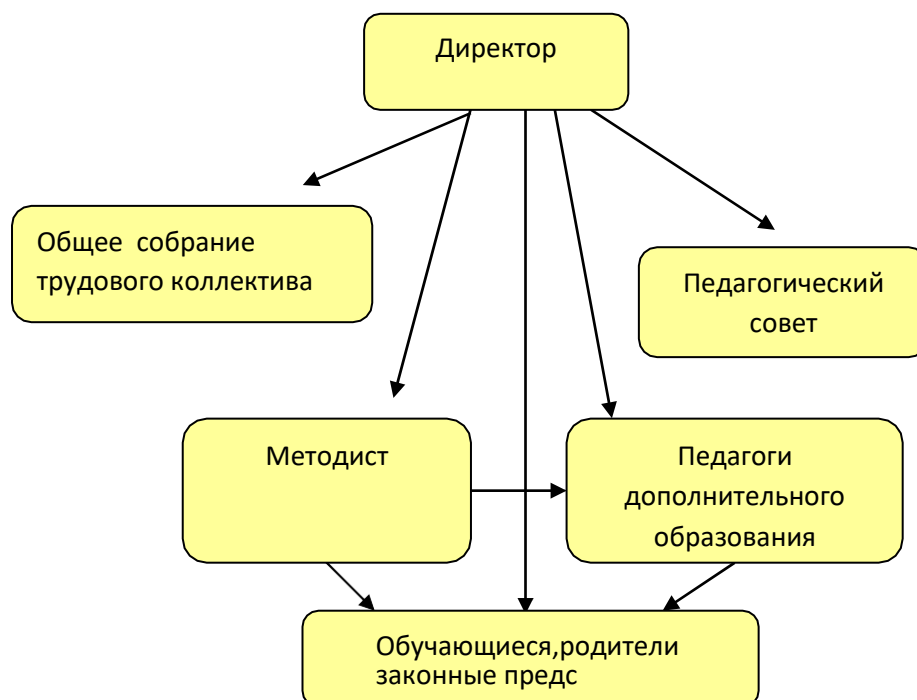 Директор
Общее собрание
трудового коллектива
Педагогический
совет
Методист
Педагоги
дополнительного
образования
Обучающиеся,родители
законные предс